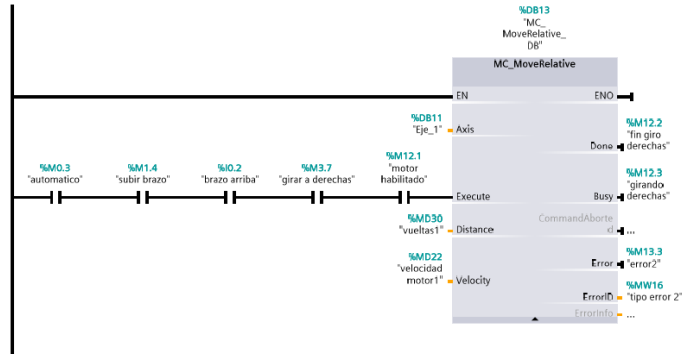 %DB13
"MC_
MoveRelative_
DB"
MC_MoveRelative
EN
ENO
%DB11
"Eje_1"
Axis
%M12.2
"fin giro
derechas"
Done
%M0.3
"automatico"
%M1.4
"subir brazo"
%I0.2
"brazo arriba"
%M3.7
"girar a derechas"
%M12.1
"motor
habilitado"
Execute
%M12.3
"girando
derechas"
Busy
%MD30
"vueltas1"
Distance
CommandAborte
d
...
%MD22
"velocidad
motor1"
Velocity
%M13.3
"error2"
Error
%MW16
"tipo error 2"
ErrorID
ErrorInfo
...